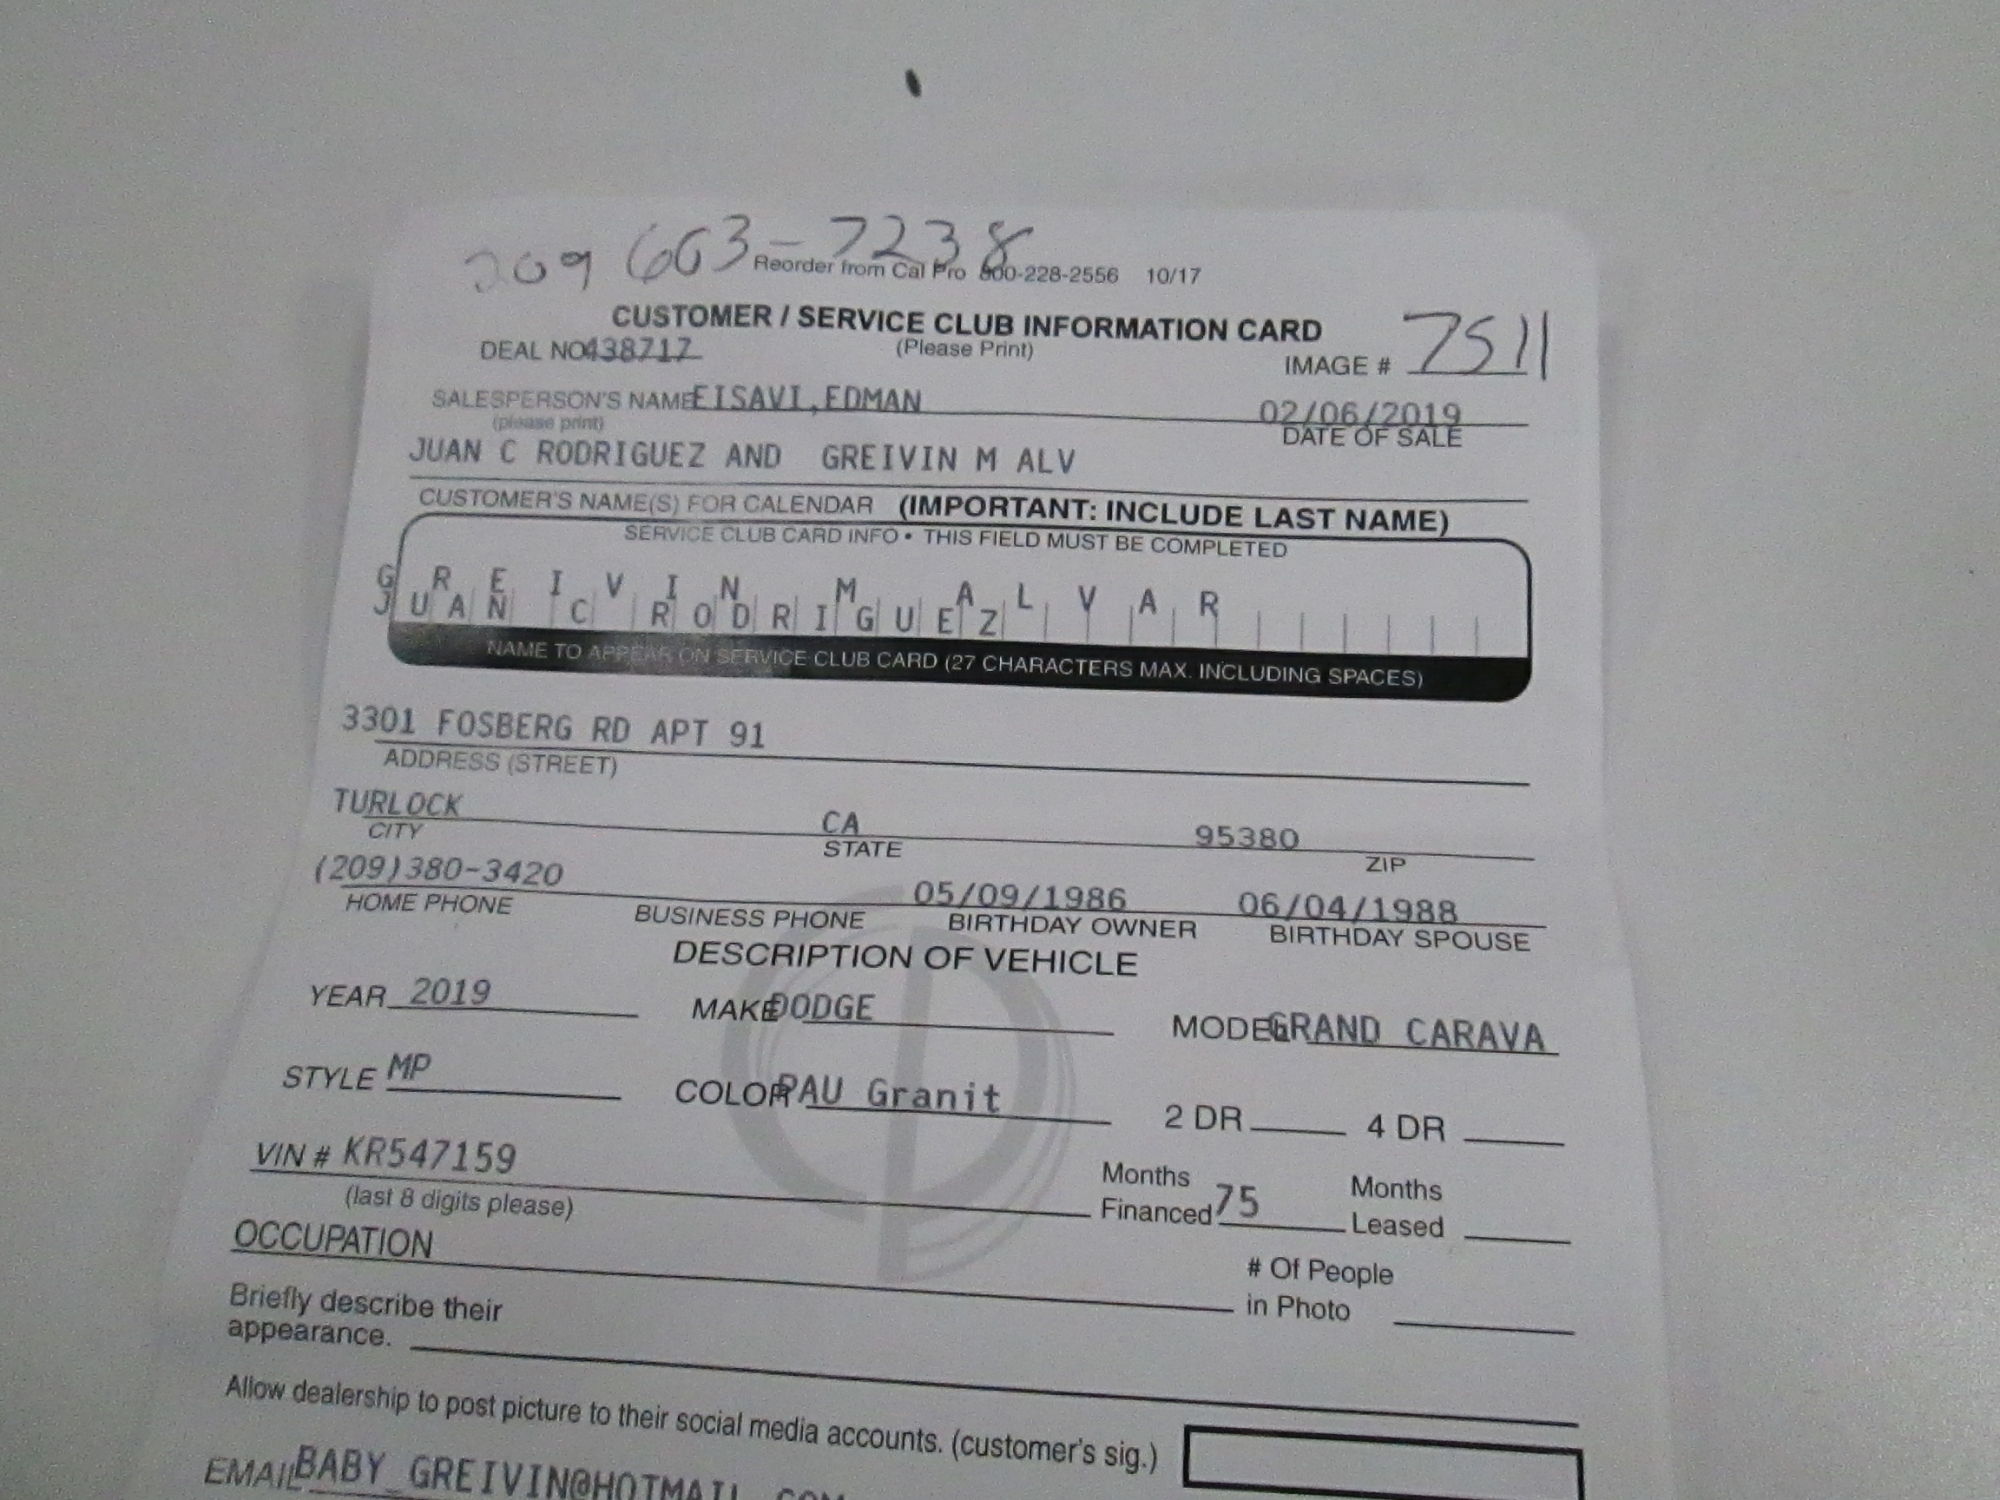 209 663-7238
Reorder from Cal Pro 800-228-2556 10/17
CUSTOMER / SERVICE CLUB INFORMATION CARD
(Please Print)
DEAL NO 438717
IMAGE # 7511
SALESPERSON'S NAME EISAVI,EDMAN
(please print)
02/06/2019
DATE OF SALE
JUAN C RODRIGUEZ AND GREIVIN M ALV
CUSTOMER'S NAME(S) FOR CALENDAR (IMPORTANT: INCLUDE LAST NAME)
SERVICE CLUB CARD INFO • THIS FIELD MUST BE COMPLETED
GREIVIN M ALVAR
JUAN C RODRIGUEZ
NAME TO APPEAR ON SERVICE CLUB CARD (27 CHARACTERS MAX. INCLUDING SPACES)
3301 FOSBERG RD APT 91
ADDRESS (STREET)
TURLOCK CA 95380
CITY STATE ZIP
(209)380-3420 05/09/1986 06/04/1988
HOME PHONE BUSINESS PHONE BIRTHDAY OWNER BIRTHDAY SPOUSE
DESCRIPTION OF VEHICLE
YEAR 2019 MAKE DODGE MODEL GRAND CARAVA
STYLE MP COLOR PAU Granit 2 DR 4 DR
VIN # KR547159
(last 8 digits please)
Months Financed 75
Months Leased
OCCUPATION
# Of People in Photo
Briefly describe their
appearance.
Allow dealership to post picture to their social media accounts. (customer's sig.)
EMAIL BABY_GREIVIN@HOTMAIL.COM